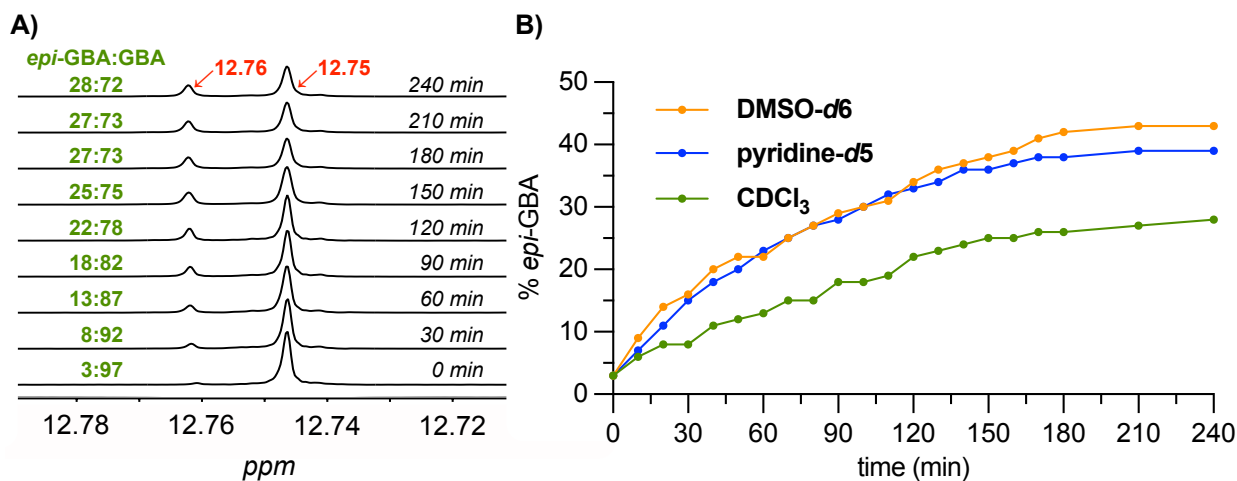 A)
epi-GBA:GBA
12.76
12.75
28:72
240 min
27:73
210 min
27:73
180 min
25:75
150 min
22:78
120 min
18:82
90 min
13:87
60 min
8:92
30 min
3:97
0 min
12.78
12.76
12.74
12.72
ppm
B)
50
40
30
20
10
0
% epi-GBA
DMSO-d6
pyridine-d5
CDCl3
0
30
60
90
120
150
180
210
240
time (min)